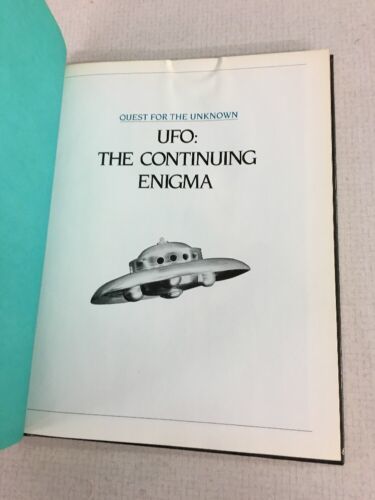 QUEST FOR THE UNKNOWN
UFO:
THE CONTINUING
ENIGMA